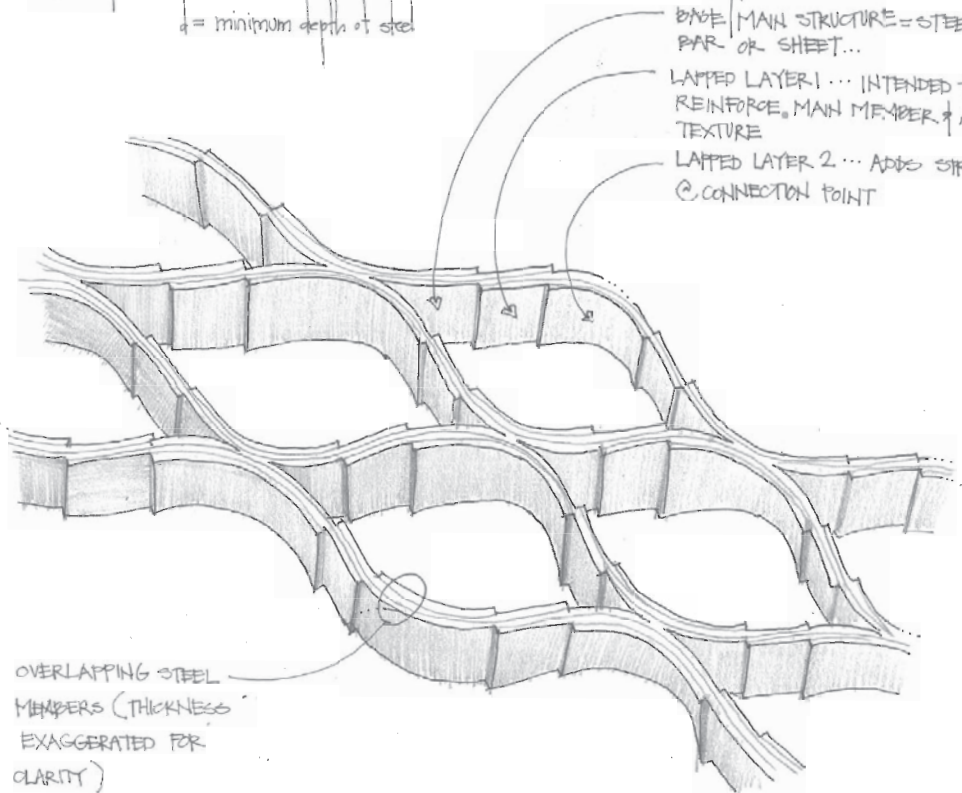 d = minimum depth of steel
BASE/MAIN STRUCTURE = STEE
BAR OR SHEET...
LAPPED LAYER 1 ... INTENDED
REINFORCE MAIN MEMBER &
TEXTURE
LAPPED LAYER 2 ... ADDS
@ CONNECTION POINT
OVERLAPPING STEEL
MEMBERS (THICKNESS
EXAGGERATED FOR
CLARITY)